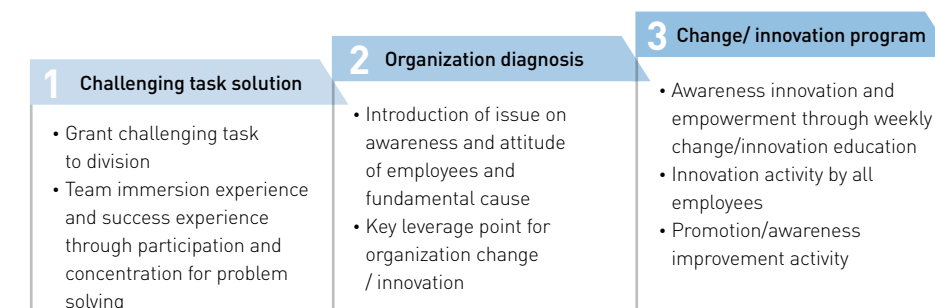 1 Challenging task solution
• Grant challenging task
to division
• Team immersion experience
and success experience
through participation and
concentration for problem
solving
2 Organization diagnosis
• Introduction of issue on
awareness and attitude
of employees and
fundamental cause
• Key leverage point for
organization change
/ innovation
3 Change/ innovation program
• Awareness innovation and
empowerment through weekly
change/innovation education
• Innovation activity by all
employees
• Promotion/awareness
improvement activity